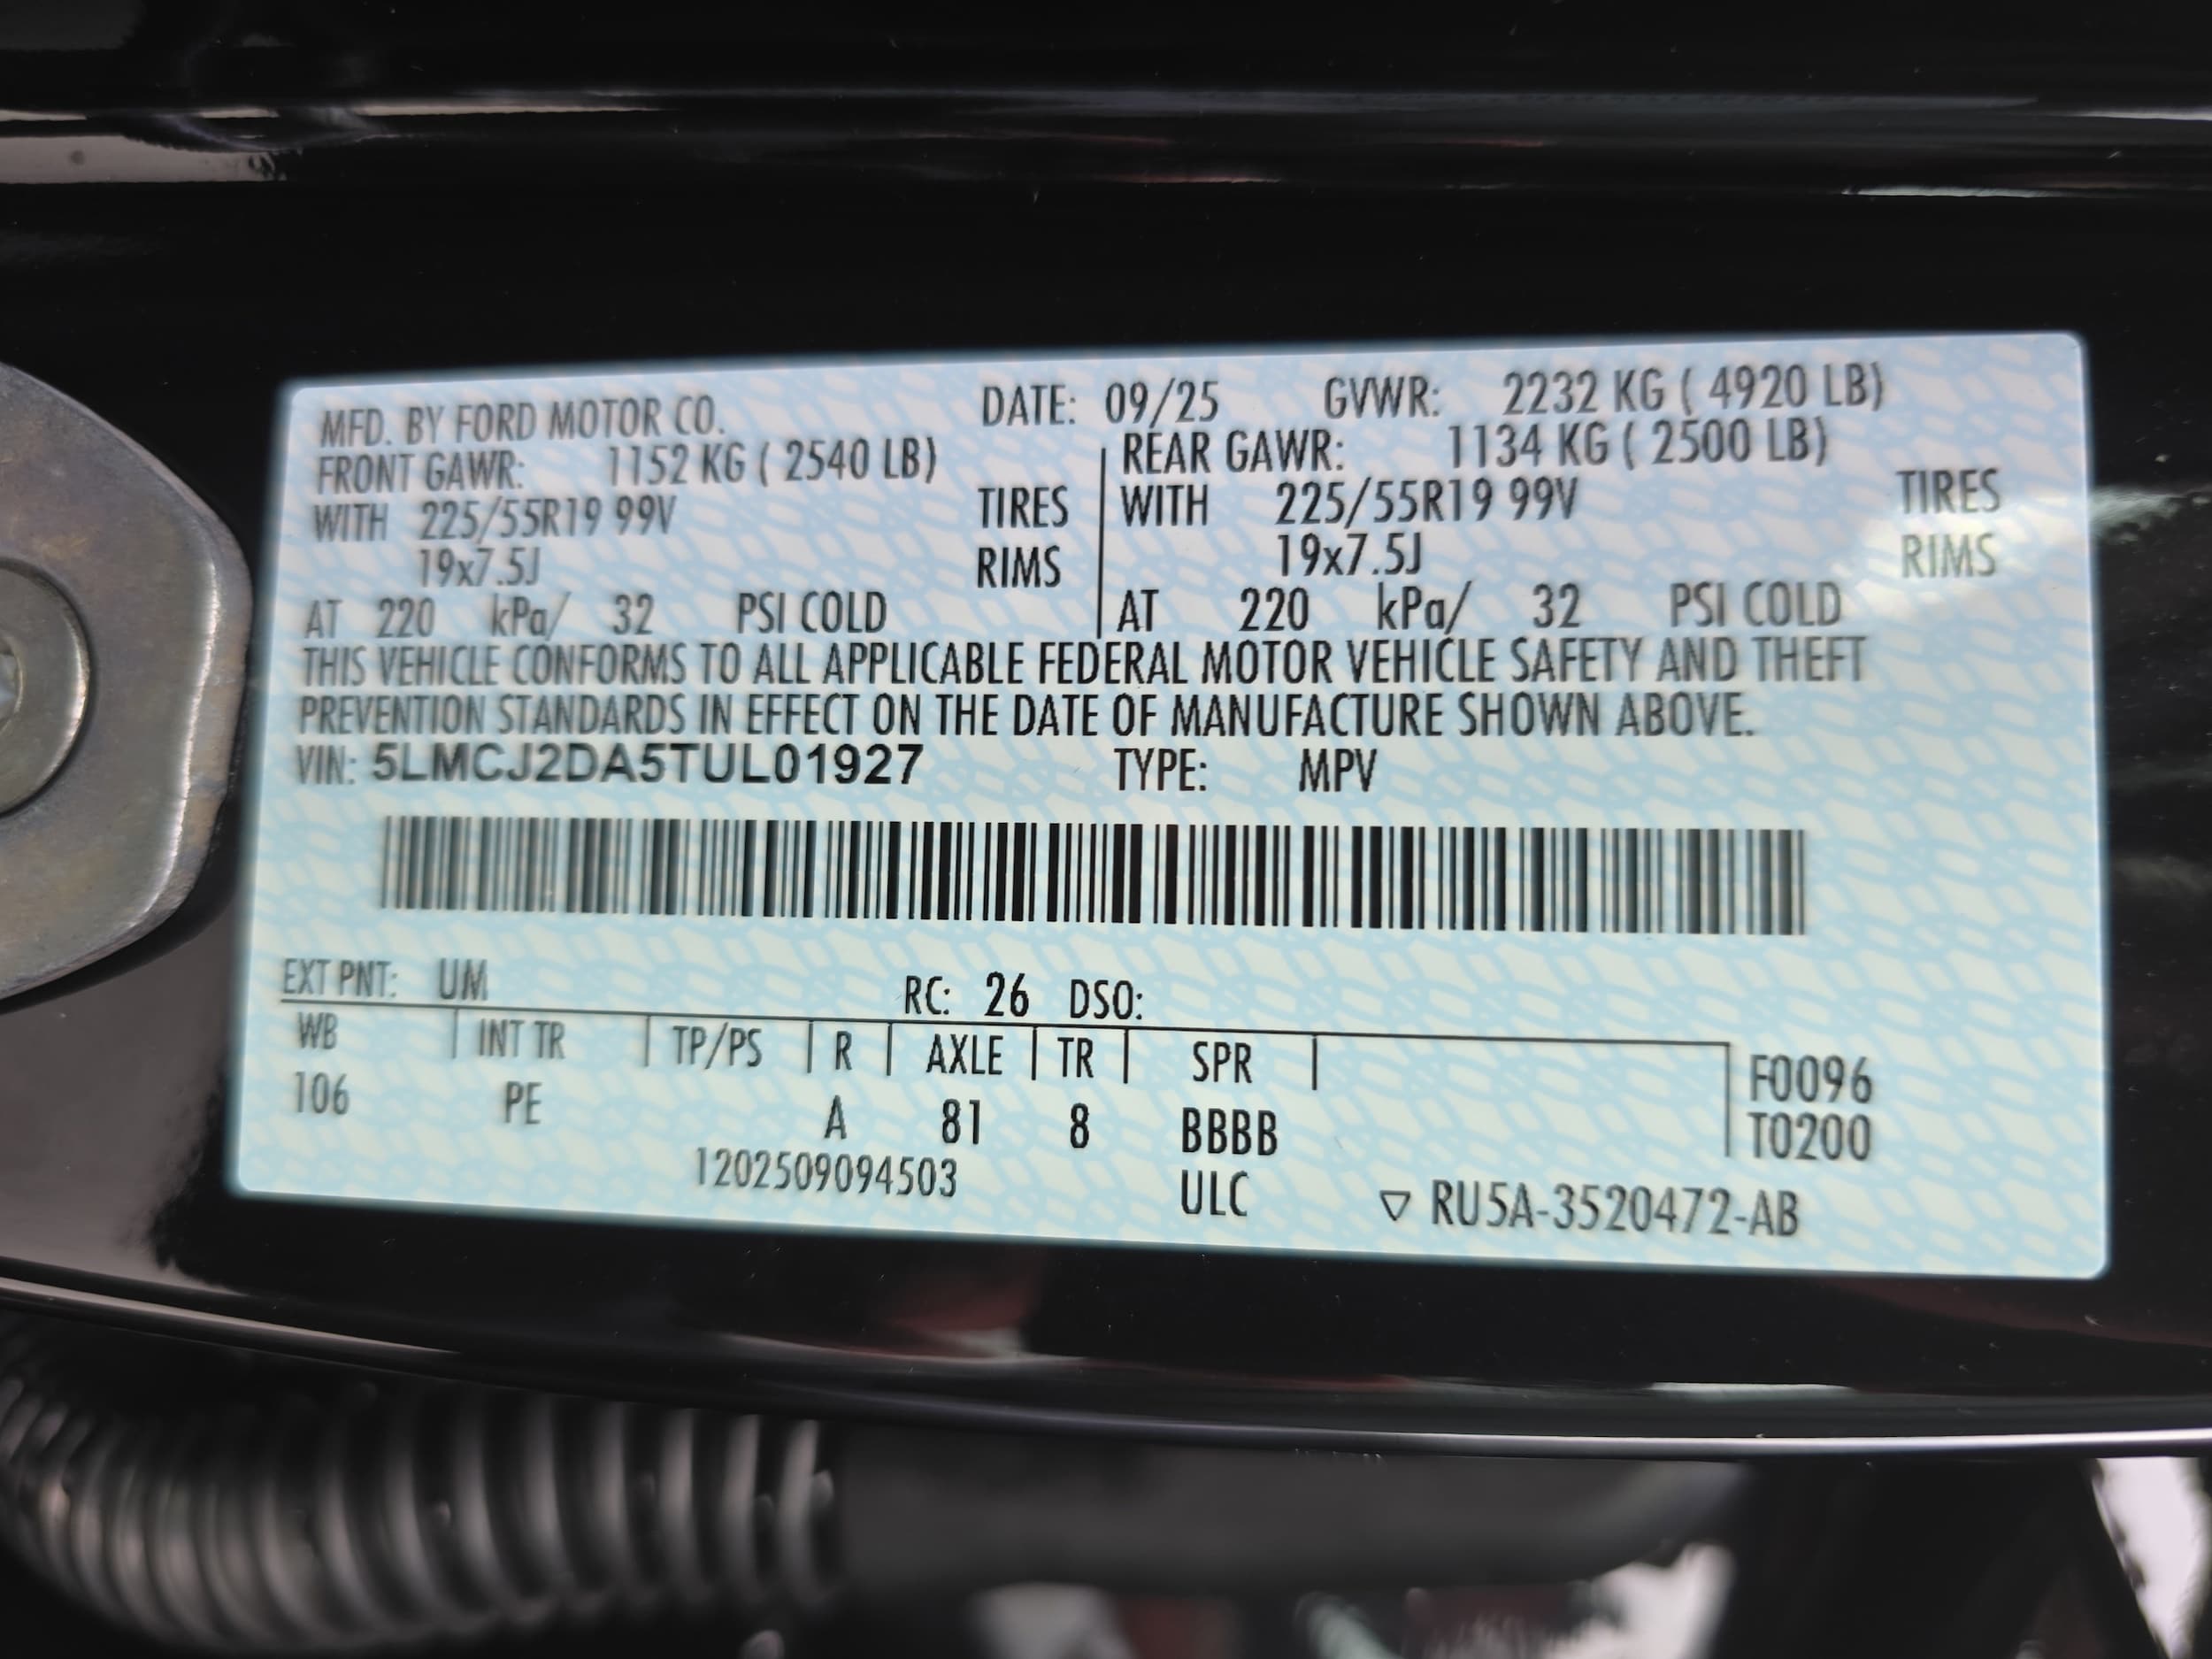 MFD. BY FORD MOTOR CO. DATE: 09/25 GVWR: 2232 KG ( 4920 LB)
FRONT GAWR: 1152 KG ( 2540 LB) REAR GAWR: 1134 KG ( 2500 LB)
WITH 225/55R19 99V TIRES WITH 225/55R19 99V TIRES
19x7.5J RIMS 19x7.5J RIMS
AT 220 kPa/ 32 PSI COLD AT 220 kPa/ 32 PSI COLD
THIS VEHICLE CONFORMS TO ALL APPLICABLE FEDERAL MOTOR VEHICLE SAFETY AND THEFT
PREVENTION STANDARDS IN EFFECT ON THE DATE OF MANUFACTURE SHOWN ABOVE.
VIN: 5LMCJ2DA5TUL01927 TYPE: MPV
EXT PNT: UM RC: 26 DSO:
WB INT TR TP/PS R AXLE TR SPR F0096
106 PE A 81 8 BBBB T0200
1202509094503 ULC ▽ RU5A-3520472-AB